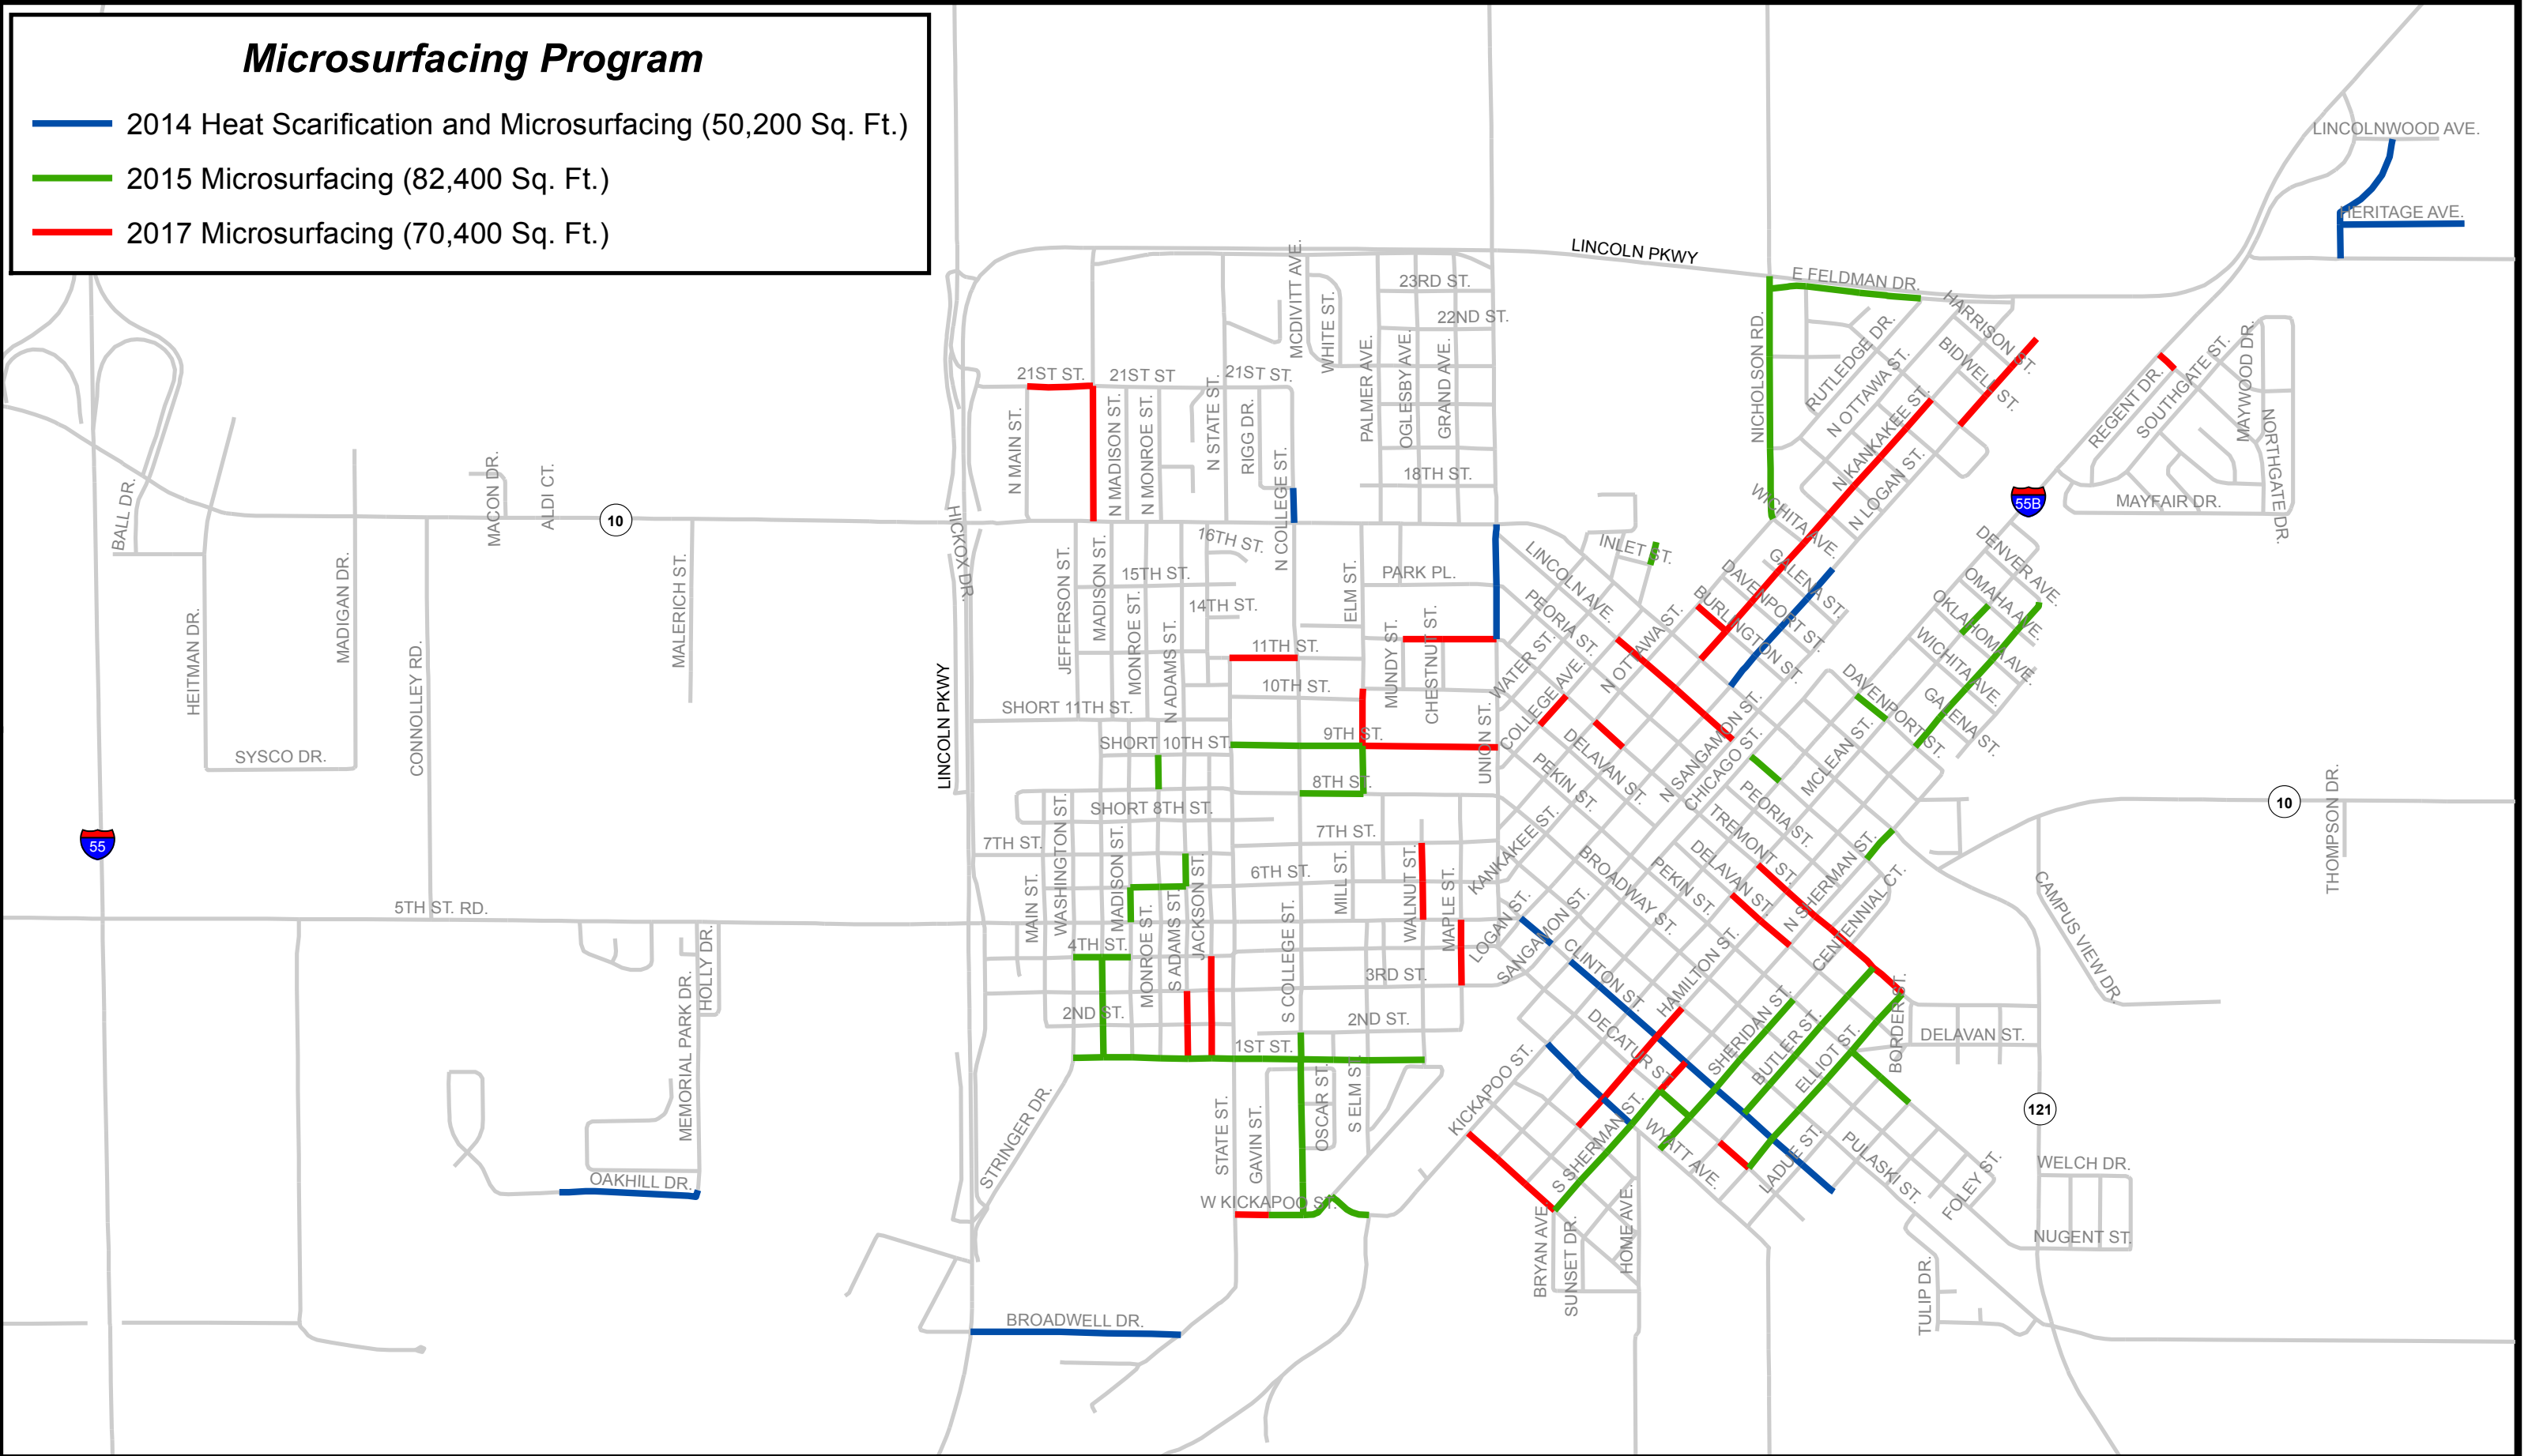 Microsurfacing Program
2014 Heat Scarification and Microsurfacing (50,200 Sq. Ft.)
2015 Microsurfacing (82,400 Sq. Ft.)
2017 Microsurfacing (70,400 Sq. Ft.)
LINCOLNWOOD AVE.
HERITAGE AVE.
LINCOLN PKWY
E FELDMAN DR.
HARRISON ST.
BIDWELL ST.
MCDIVITT AVE.
WHITE ST.
23RD ST.
22ND ST.
PALMER AVE.
OGLESBY AVE.
GRAND AVE.
NICHOLSON RD.
RUTLEDGE DR.
N OTTAWA ST.
N KANKAKEE ST.
N LOGAN ST.
REGENT DR.
SOUTHGATE ST.
MAYWOOD DR.
NORTHGATE DR.
MAYFAIR DR.
55B
21ST ST.
21ST ST
21ST ST.
N MAIN ST.
N MADISON ST.
N MONROE ST.
N STATE ST.
RIGG DR.
N COLLEGE ST.
18TH ST.
BALL DR.
MACON DR.
ALDI CT.
10
HICKOX DR.
HEITMAN DR.
MADIGAN DR.
CONNOLLEY RD.
MALERICH ST.
SYSCO DR.
LINCOLN PKWY
JEFFERSON ST.
MADISON ST.
MONROE ST.
N ADAMS ST.
16TH ST.
15TH ST.
14TH ST.
ELM ST.
PARK PL.
11TH ST.
10TH ST.
MUNDY ST.
CHESTNUT ST.
SHORT 11TH ST.
SHORT 10TH ST.
9TH ST.
8TH ST.
UNION ST.
SHORT 8TH ST.
7TH ST.
7TH ST.
6TH ST.
MAIN ST.
WASHINGTON ST.
MADISON ST.
MONROE ST.
S ADAMS ST.
JACKSON ST.
S COLLEGE ST.
MILL ST.
WALNUT ST.
MAPLE ST.
5TH ST. RD.
4TH ST.
3RD ST.
2ND ST.
2ND ST.
1ST ST.
INLET ST.
LINCOLN AVE.
PEORIA ST.
WATER ST.
COLLEGE AVE.
N OTTAWA ST.
WICHITA AVE.
GALENA ST.
DAVENPORT ST.
BURLINGTON ST.
DELAVAN ST.
PEKIN ST.
N SANGAMON ST.
CHICAGO ST.
DENVER AVE.
OMAHA AVE.
OKLAHOMA AVE.
WICHITA AVE.
GALENA ST.
DAVENPORT ST.
MCLEAN ST.
PEORIA ST.
TREMONT ST.
DELAVAN ST.
PEKIN ST.
BROADWAY ST.
N SHERMAN ST.
CENTENNIAL CT.
KANKAKEE ST.
LOGAN ST.
SANGAMON ST.
CLINTON ST.
HAMILTON ST.
DECATUR ST.
SHERIDAN ST.
BUTLER ST.
ELLIOT ST.
BORDER ST.
DELAVAN ST.
CAMPUS VIEW DR.
THOMPSON DR.
10
121
55
HOLLY DR.
MEMORIAL PARK DR.
OAKHILL DR.
STRINGER DR.
STATE ST.
GAVIN ST.
OSCAR ST.
S ELM ST.
W KICKAPOO ST.
KICKAPOO ST.
S SHERMAN ST.
WYATT AVE.
LADUE ST.
PULASKI ST.
FOLEY ST.
WELCH DR.
NUGENT ST.
TULIP DR.
BRYAN AVE.
SUNSET DR.
HOME AVE.
BROADWELL DR.